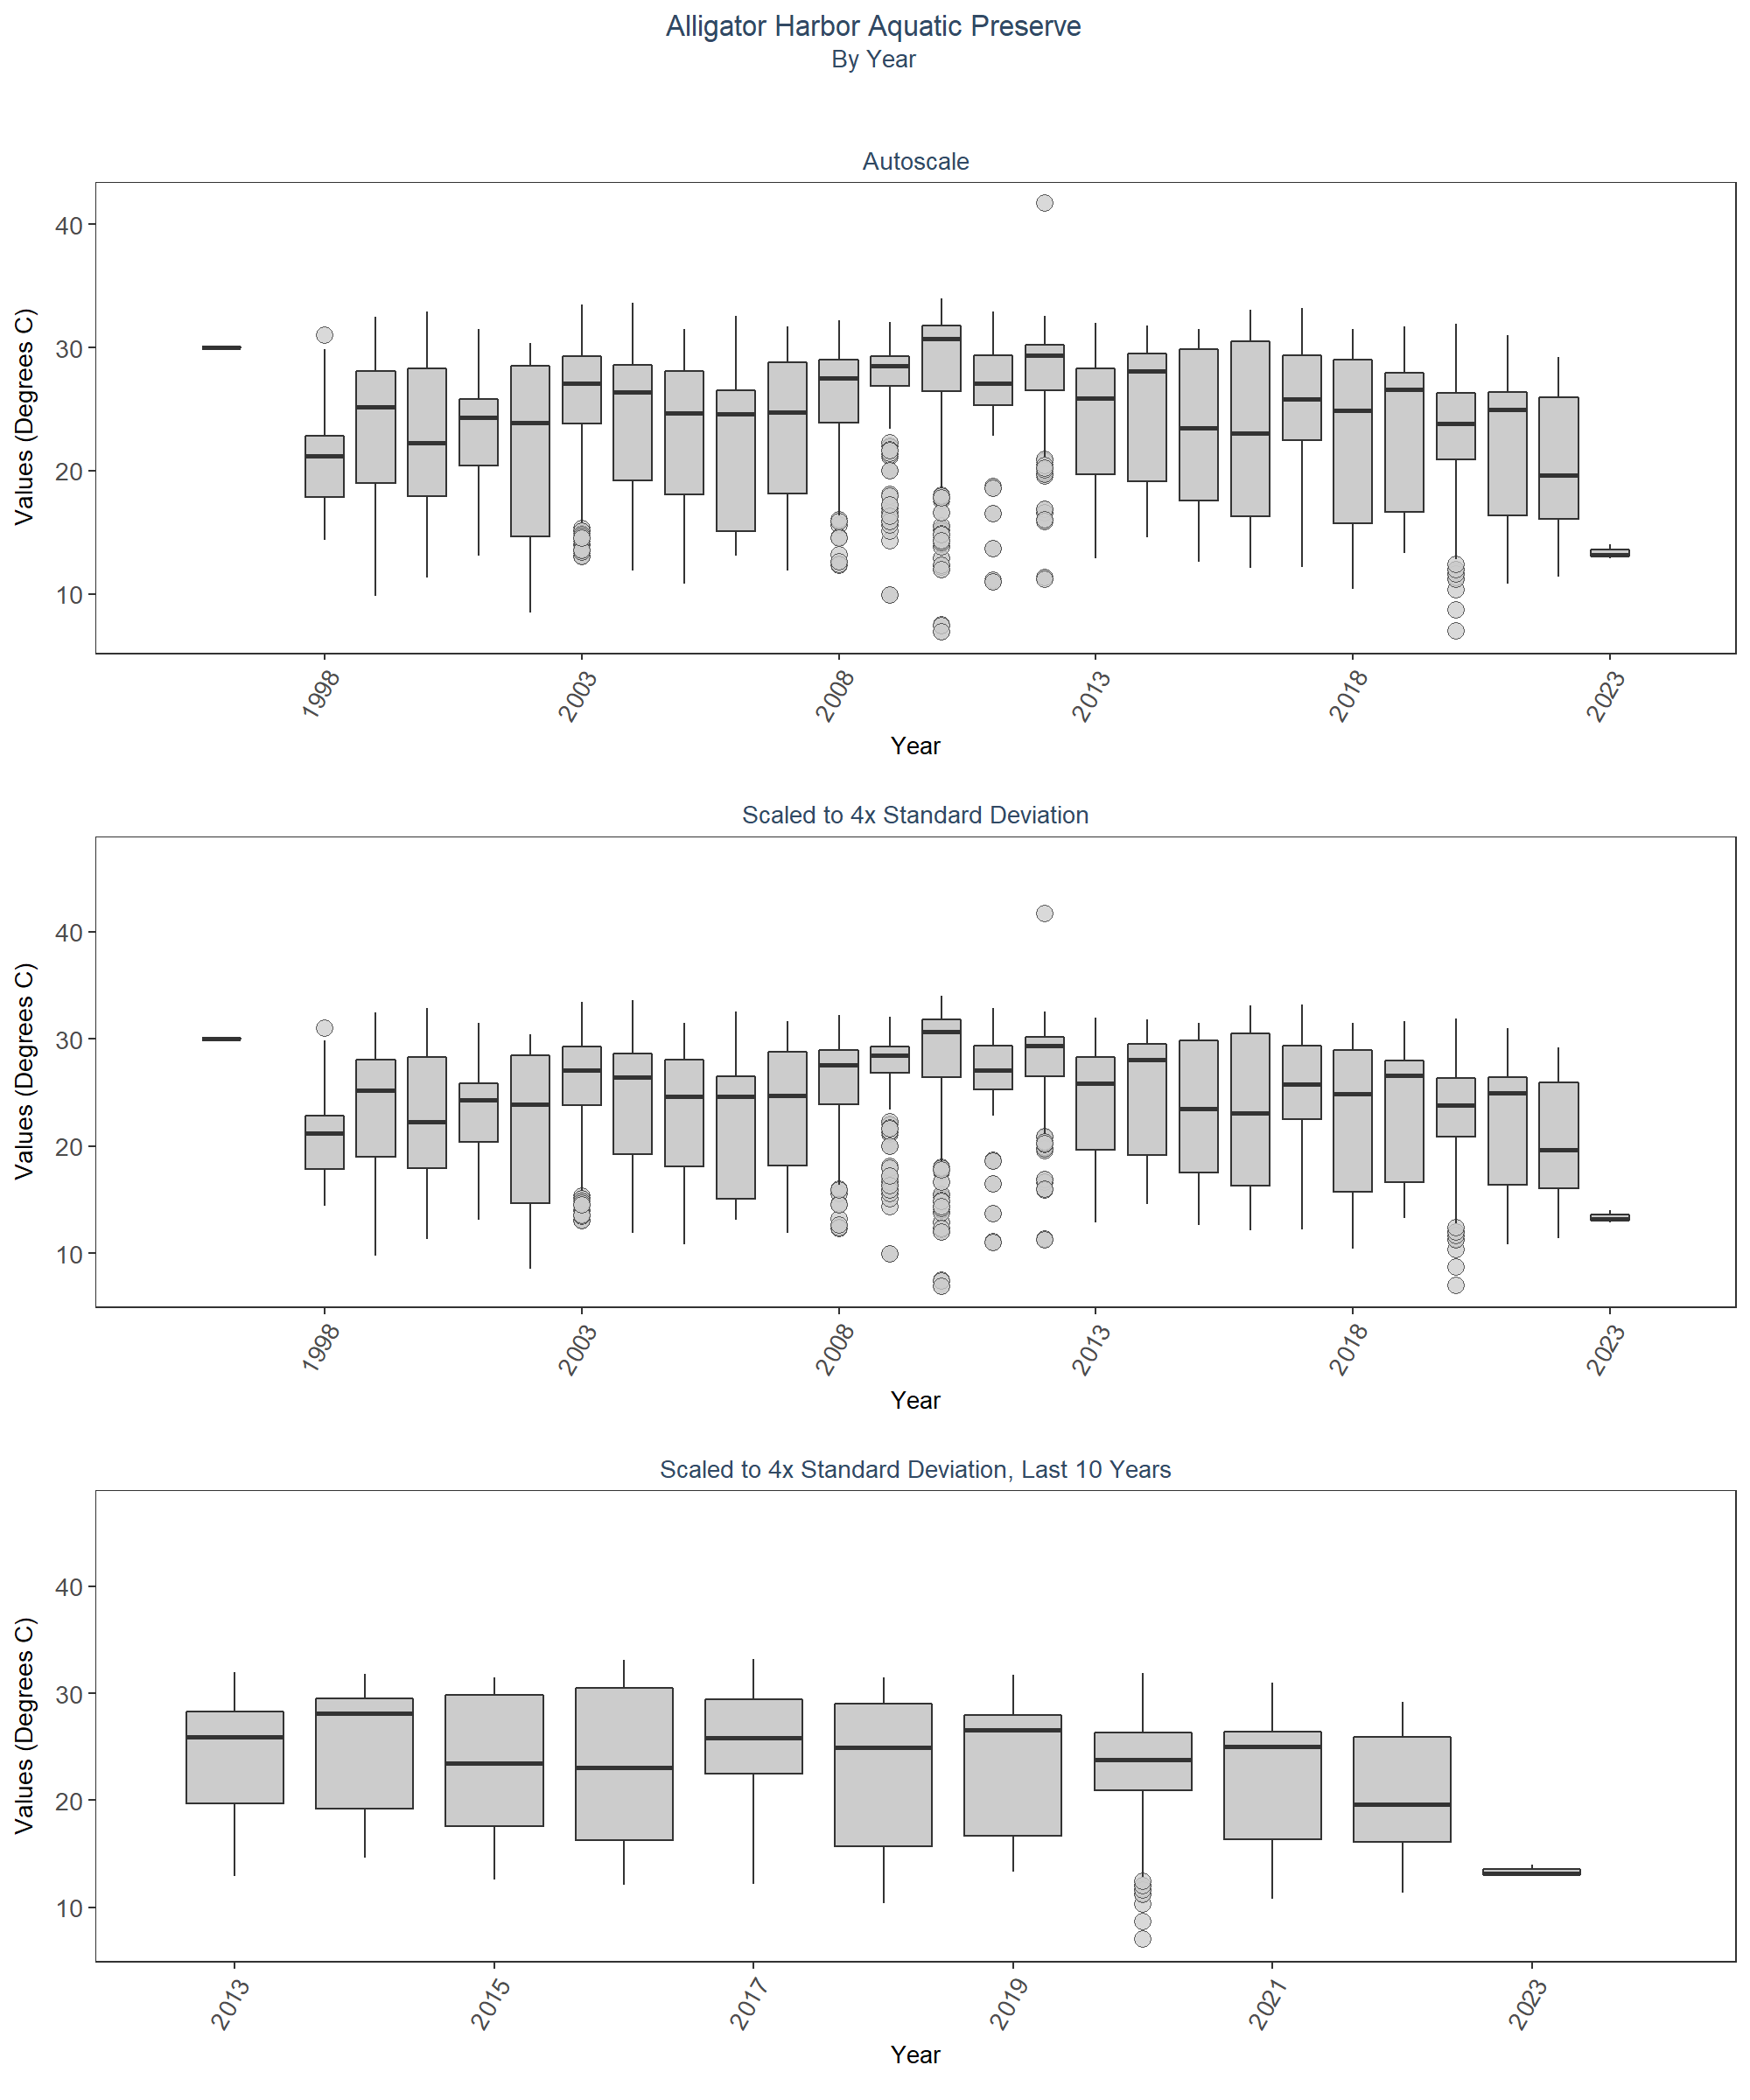 Alligator Harbor Aquatic Preserve
By Year
Autoscale
Values (Degrees C)
40
30
20
10
1998
2003
2008
2013
2018
2023
Year
Scaled to 4x Standard Deviation
Values (Degrees C)
40
30
20
10
1998
2003
2008
2013
2018
2023
Year
Scaled to 4x Standard Deviation, Last 10 Years
Values (Degrees C)
40
30
20
10
2013
2015
2017
2019
2021
2023
Year